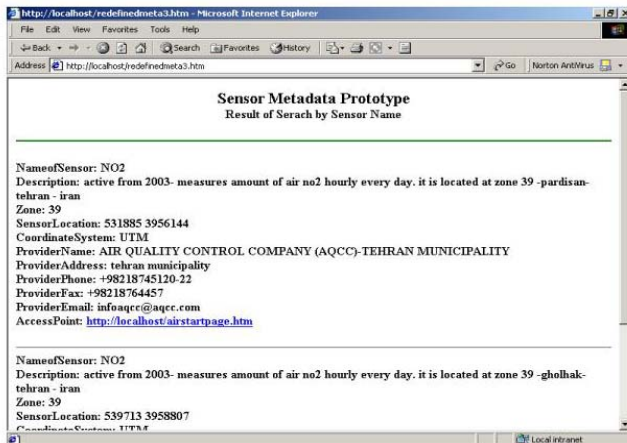 http://localhost/redefinedmeta3.htm - Microsoft Internet Explorer
File Edit View Favorites Tools Help
Back Search Favorites History
Address http://localhost/redefinedmeta3.htm Go Norton AntiVirus
Sensor Metadata Prototype
Result of Serach by Sensor Name
NameofSensor: NO2
Description: active from 2003- measures amount of air no2 hourly every day. it is located at zone 39 -pardisan-
tehran - iran
Zone: 39
SensorLocation: 531885 3956144
CoordinateSystem: UTM
ProviderName: AIR QUALITY CONTROL COMPANY (AQCC)-TEHRAN MUNICIPALITY
ProviderAddress: tehran municipality
ProviderPhone: +98218745120-22
ProviderFax: +98218764457
ProviderEmail: infoaqcc@aqcc.com
AccessPoint: http://localhost/airstartpage.htm
NameofSensor: NO2
Description: active from 2003- measures amount of air no2 hourly every day. it is located at zone 39 -gholhak-
tehran - iran
Zone: 39
SensorLocation: 539713 3958807
CoordinateSystem: UTM
Local intranet